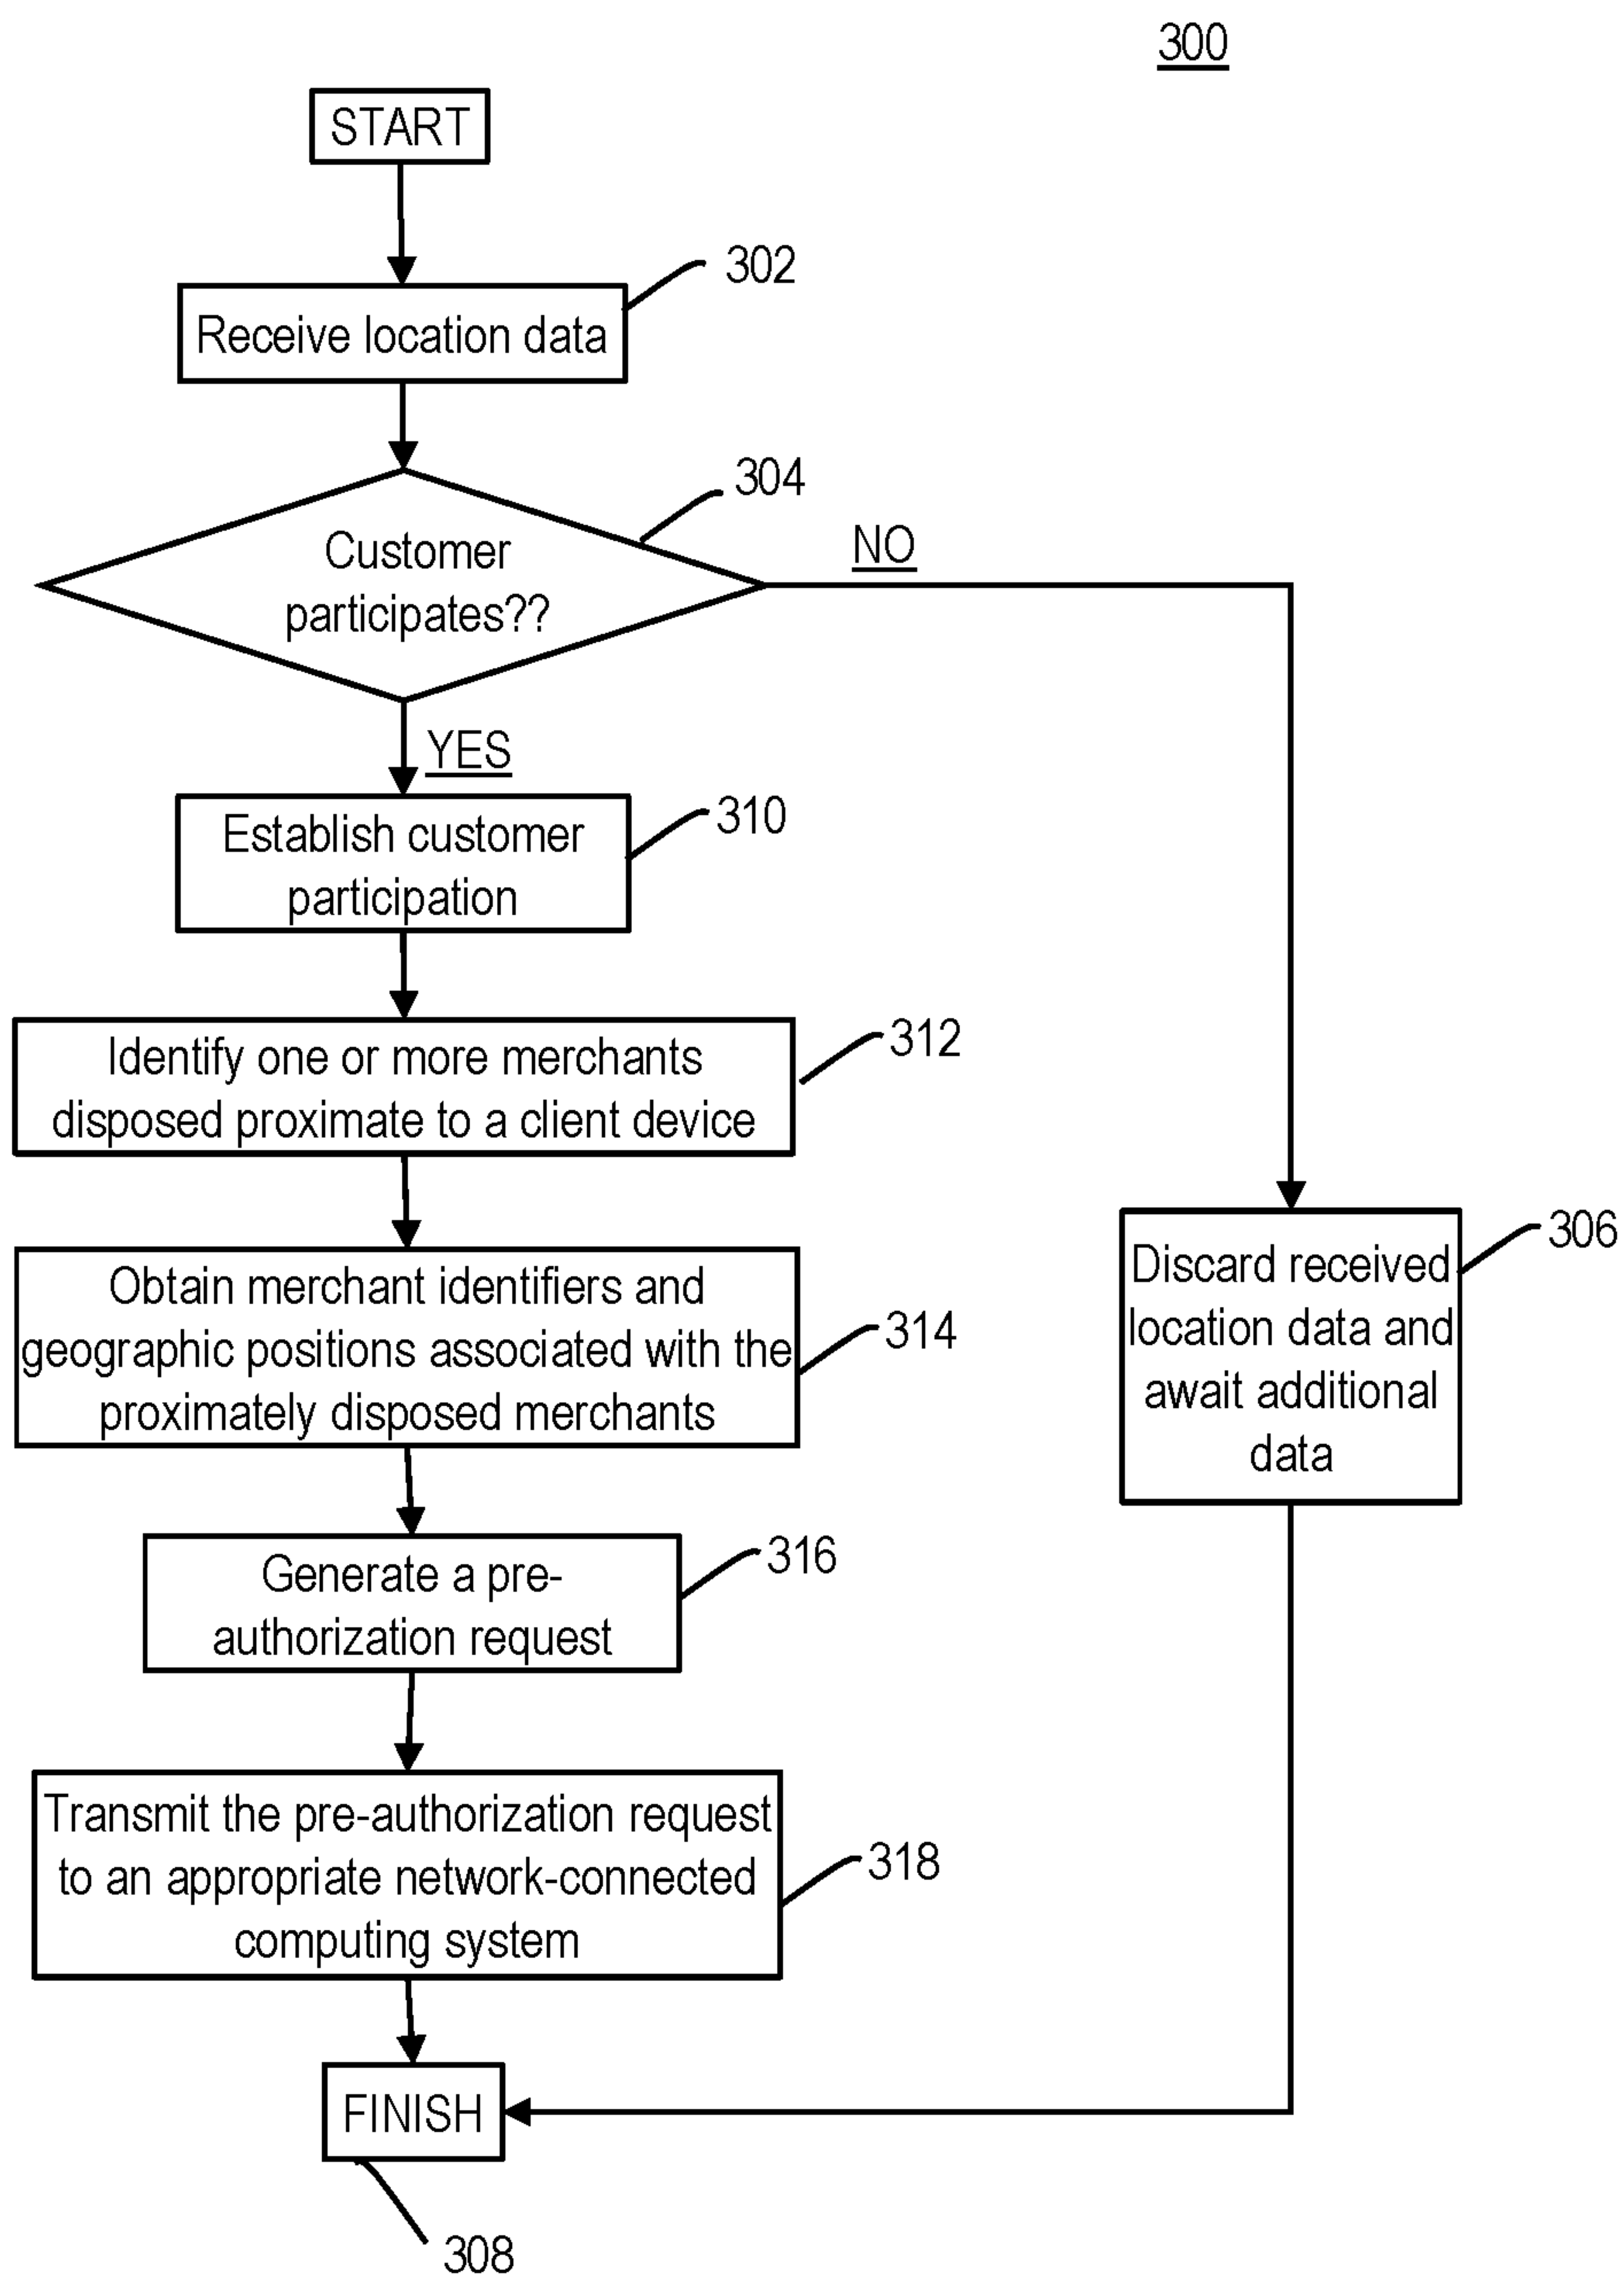 300
START
302
Receive location data
304
Customer
participates??
NO
YES
310
Establish customer
participation
312
Identify one or more merchants
disposed proximate to a client device
314
Obtain merchant identifiers and
geographic positions associated with the
proximately disposed merchants
306
Discard received
location data and
await additional
data
316
Generate a pre-
authorization request
318
Transmit the pre-authorization request
to an appropriate network-connected
computing system
FINISH
308